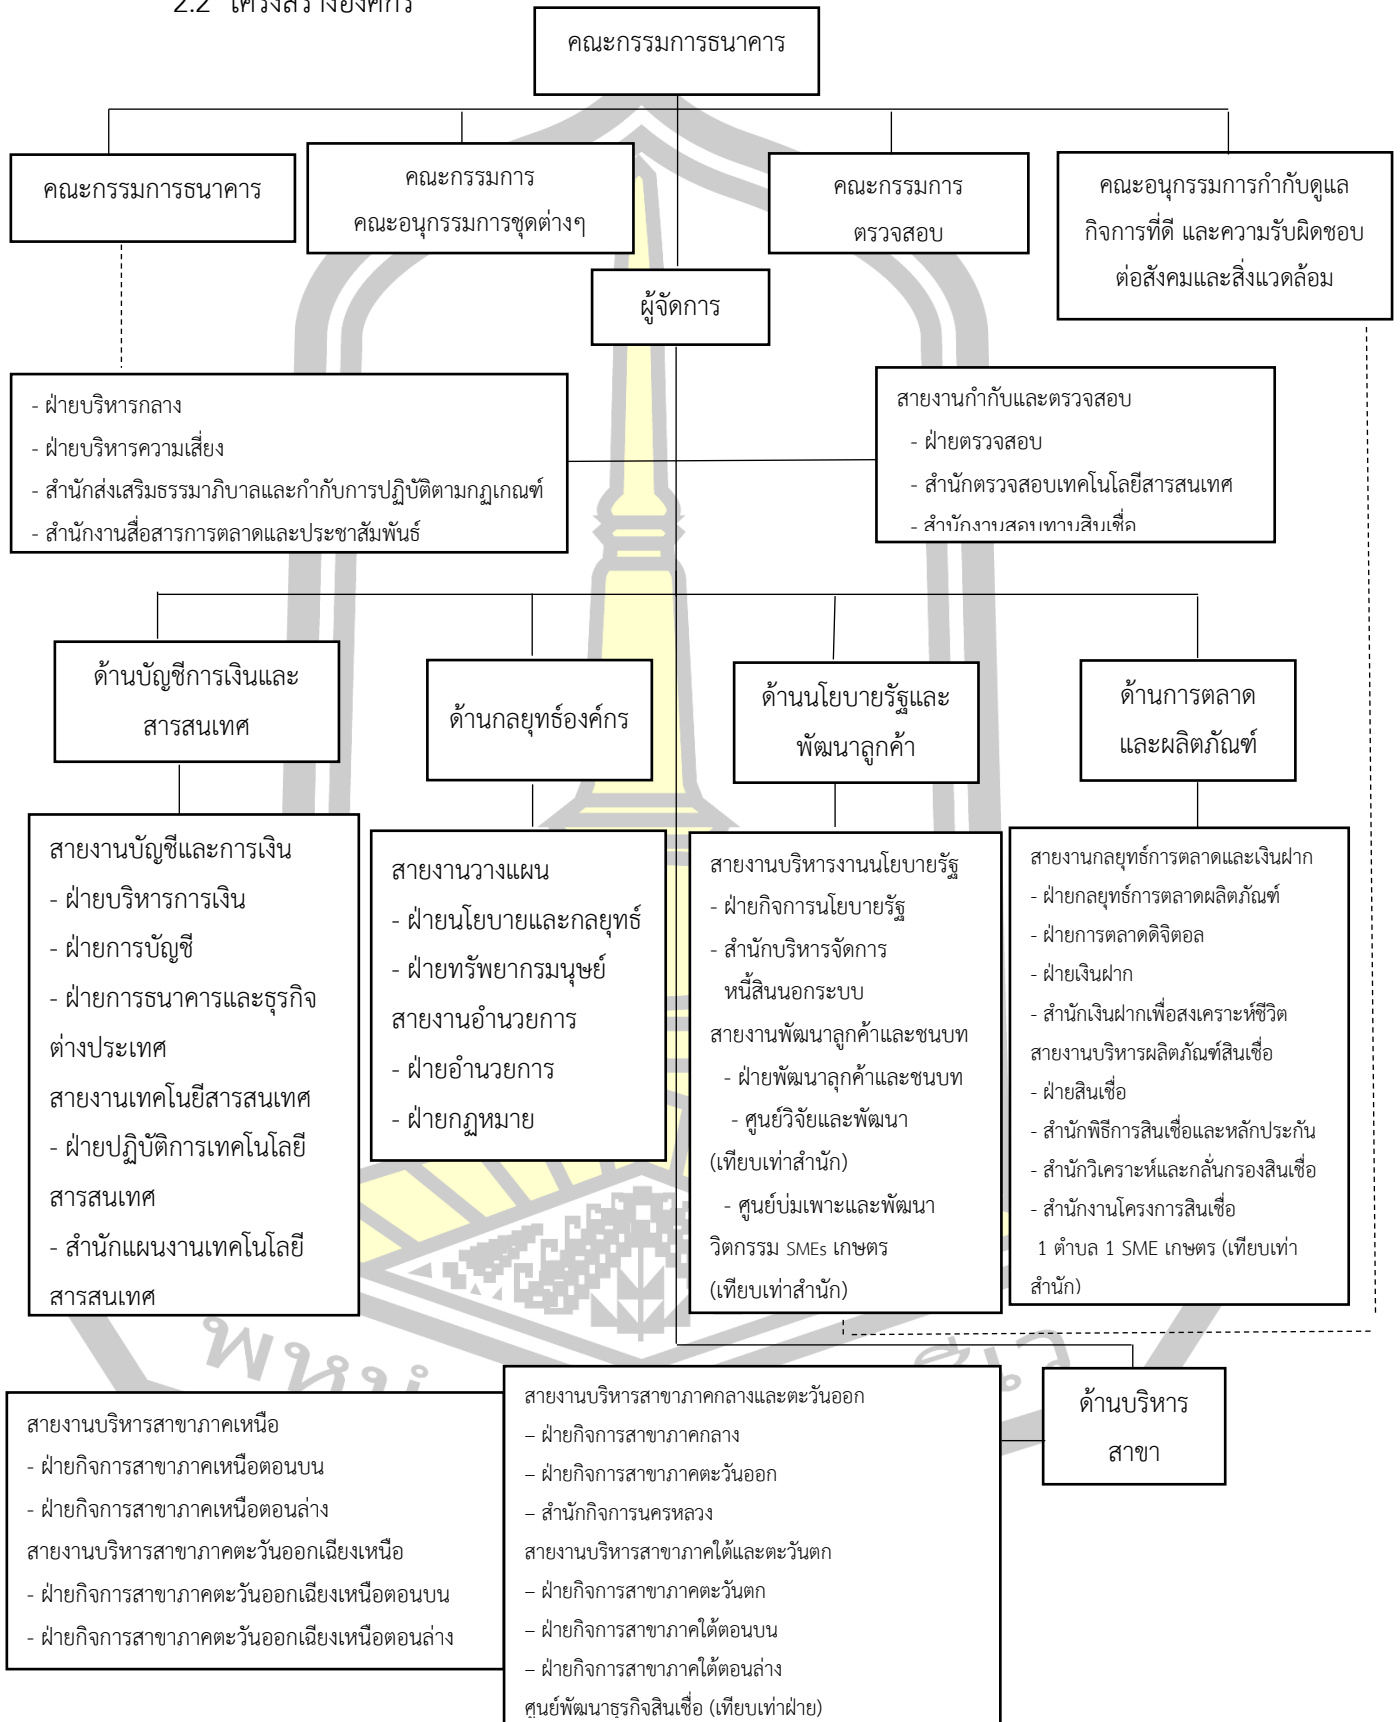 2.2 โครงสร้างองค์กร
คณะกรรมการธนาคาร
คณะกรรมการธนาคาร
คณะกรรมการ
คณะอนุกรรมการชุดต่างๆ
คณะกรรมการ
ตรวจสอบ
คณะอนุกรรมการกำกับดูแล
กิจการที่ดี และความรับผิดชอบ
ต่อสังคมและสิ่งแวดล้อม
ผู้จัดการ
- ฝ่ายบริหารกลาง
- ฝ่ายบริหารความเสี่ยง
- สำนักส่งเสริมธรรมาภิบาลและกำกับการปฏิบัติตามกฏเกณฑ์
- สำนักงานสื่อสารการตลาดและประชาสัมพันธ์
สายงานกำกับและตรวจสอบ
- ฝ่ายตรวจสอบ
- สำนักตรวจสอบเทคโนโลยีสารสนเทศ
- สำนักงานสอบทานสินเชื่อ
ด้านบัญชีการเงินและ
สารสนเทศ
ด้านกลยุทธ์องค์กร
ด้านนโยบายรัฐและ
พัฒนาลูกค้า
ด้านการตลาด
และผลิตภัณฑ์
สายงานบัญชีและการเงิน
- ฝ่ายบริหารการเงิน
- ฝ่ายการบัญชี
- ฝ่ายการธนาคารและธุรกิจ
ต่างประเทศ
สายงานเทคโนยีสารสนเทศ
- ฝ่ายปฏิบัติการเทคโนโลยี
สารสนเทศ
- สำนักแผนงานเทคโนโลยี
สารสนเทศ
สายงานวางแผน
- ฝ่ายนโยบายและกลยุทธ์
- ฝ่ายทรัพยากรมนุษย์
สายงานอำนวยการ
- ฝ่ายอำนวยการ
- ฝ่ายกฏหมาย
สายงานบริหารงานนโยบายรัฐ
- ฝ่ายกิจการนโยบายรัฐ
- สำนักบริหารจัดการ
หนี้สินนอกระบบ
สายงานพัฒนาลูกค้าและชนบท
- ฝ่ายพัฒนาลุกค้าและชนบท
- ศูนย์วิจัยและพัฒนา
(เทียบเท่าสำนัก)
- ศูนย์บ่มเพาะและพัฒนา
วิตกรรม SMEs เกษตร
(เทียบเท่าสำนัก)
สายงานกลยุทธ์การตลาดและเงินฝาก
- ฝ่ายกลยุทธ์การตลาดผลิตภัณฑ์
- ฝ่ายการตลาดดิจิตอล
- ฝ่ายเงินฝาก
- สำนักเงินฝากเพื่อสงเคราะห์ชีวิต
สายงานบริหารผลิตภัณฑ์สินเชื่อ
- ฝ่ายสินเชื่อ
- สำนักพิธีการสินเชื่อและหลักประกัน
- สำนักวิเคราะห์และกลั่นกรองสินเชื่อ
- สำนักงานโครงการสินเชื่อ
1 ตำบล 1 SME เกษตร (เทียบเท่า
สำนัก)
ด้านบริหาร
สาขา
สายงานบริหารสาขาภาคเหนือ
- ฝ่ายกิจการสาขาภาคเหนือตอนบน
- ฝ่ายกิจการสาขาภาคเหนือตอนล่าง
สายงานบริหารสาขาภาคตะวันออกเฉียงเหนือ
- ฝ่ายกิจการสาขาภาคตะวันออกเฉียงเหนือตอนบน
- ฝ่ายกิจการสาขาภาคตะวันออกเฉียงเหนือตอนล่าง
สายงานบริหารสาขาภาคกลางและตะวันออก
– ฝ่ายกิจการสาขาภาคกลาง
– ฝ่ายกิจการสาขาภาคตะวันออก
– สำนักกิจการนครหลวง
สายงานบริหารสาขาภาคใต้และตะวันตก
– ฝ่ายกิจการสาขาภาคตะวันตก
– ฝ่ายกิจการสาขาภาคใต้ตอนบน
– ฝ่ายกิจการสาขาภาคใต้ตอนล่าง
ศูนย์พัฒนาธุรกิจสินเชื่อ (เทียบเท่าฝ่าย)